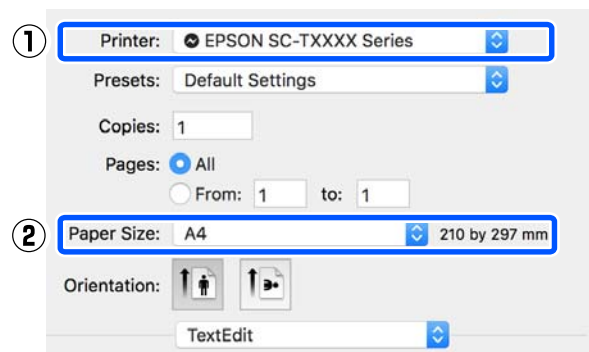 ① Printer: EPSON SC-TXXXX Series
Presets: Default Settings
Copies: 1
Pages: All
From: 1 to: 1
② Paper Size: A4 210 by 297 mm
Orientation:
TextEdit